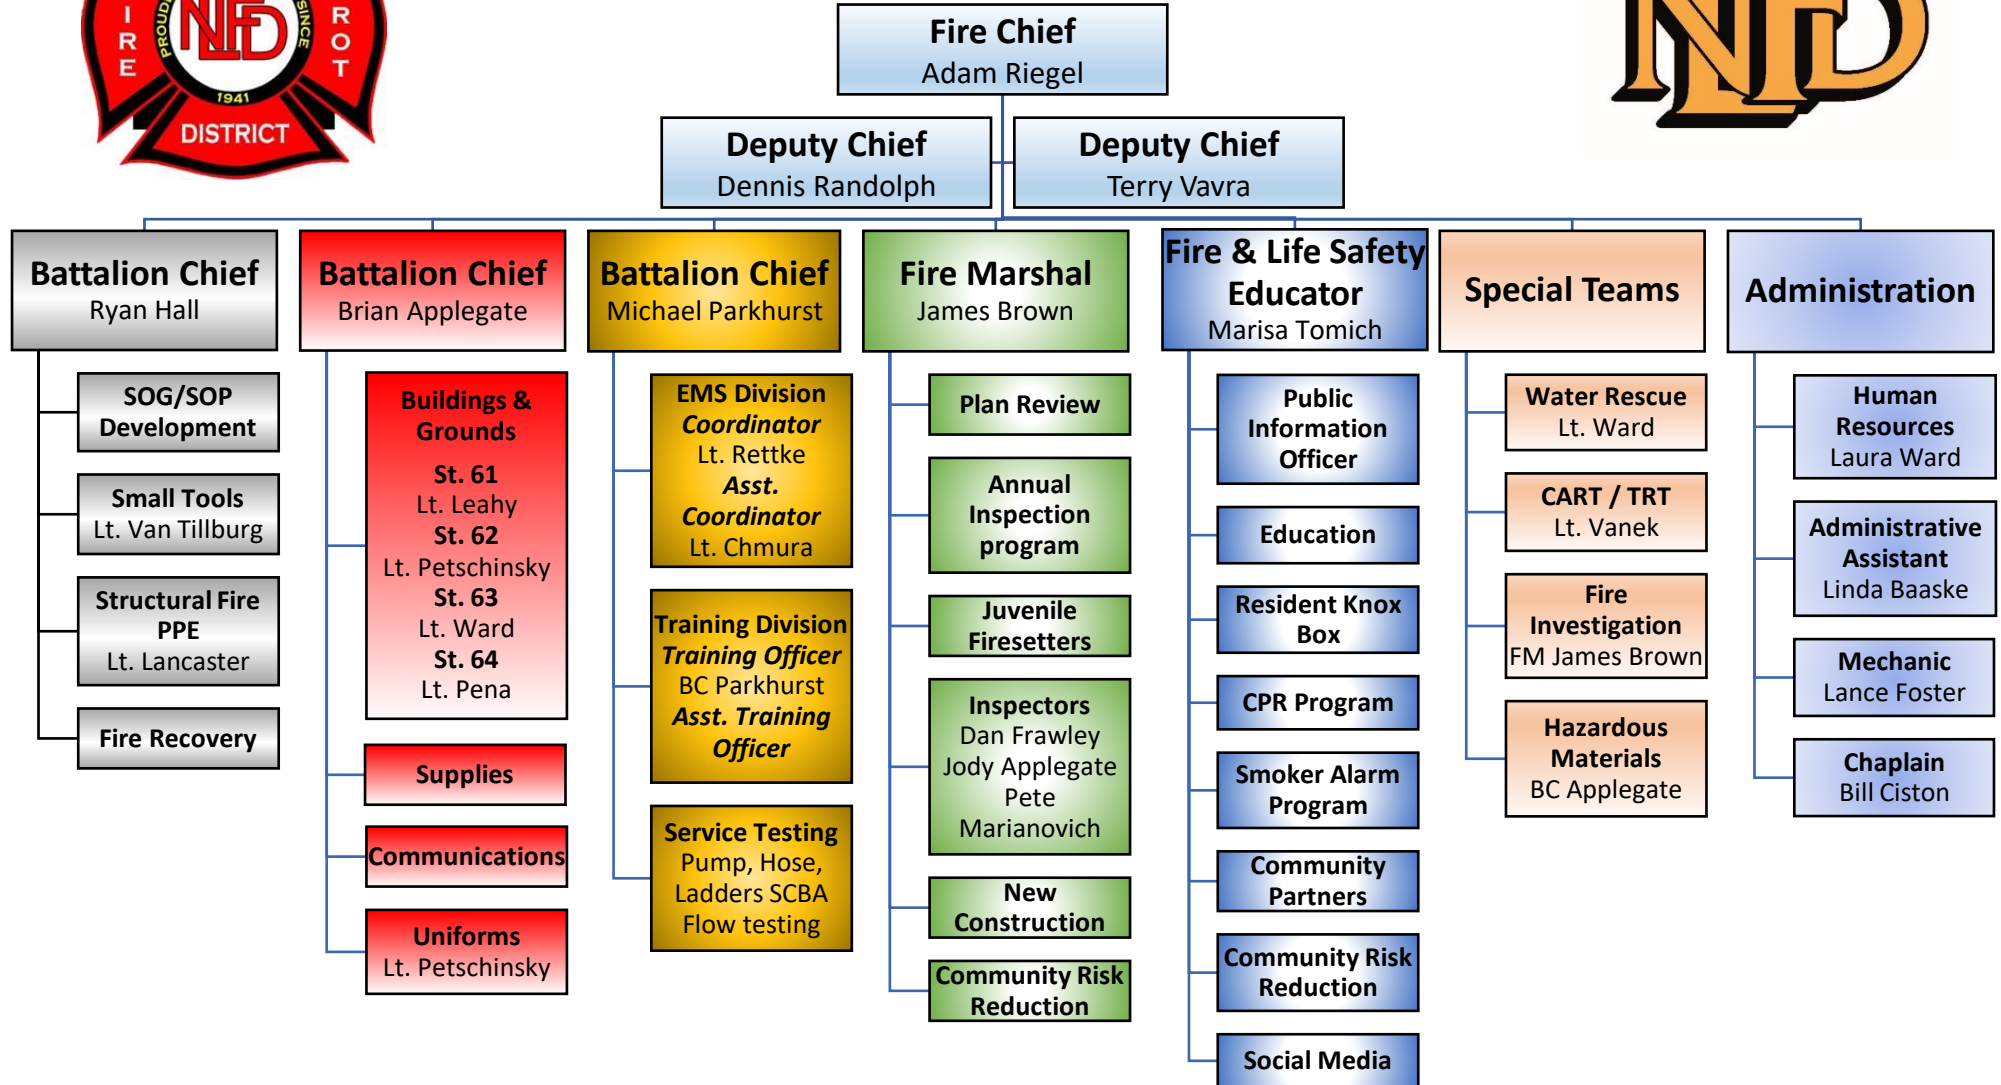 FIRE
PROT
PROUD
SINCE
NLFD
1941
DISTRICT
NLFD
Fire Chief
Adam Riegel
Deputy Chief
Dennis Randolph
Deputy Chief
Terry Vavra
Battalion Chief
Ryan Hall
SOG/SOP
Development
Small Tools
Lt. Van Tillburg
Structural Fire
PPE
Lt. Lancaster
Fire Recovery
Battalion Chief
Brian Applegate
Buildings &
Grounds
St. 61
Lt. Leahy
St. 62
Lt. Petschinsky
St. 63
Lt. Ward
St. 64
Lt. Pena
Supplies
Communications
Uniforms
Lt. Petschinsky
Battalion Chief
Michael Parkhurst
EMS Division
Coordinator
Lt. Rettke
Asst.
Coordinator
Lt. Chmura
Training Division
Training Officer
BC Parkhurst
Asst. Training
Officer
Service Testing
Pump, Hose,
Ladders SCBA
Flow testing
Fire Marshal
James Brown
Plan Review
Annual
Inspection
program
Juvenile
Firesetters
Inspectors
Dan Frawley
Jody Applegate
Pete
Marianovich
New
Construction
Community Risk
Reduction
Fire & Life Safety
Educator
Marisa Tomich
Public
Information
Officer
Education
Resident Knox
Box
CPR Program
Smoker Alarm
Program
Community
Partners
Community Risk
Reduction
Social Media
Special Teams
Water Rescue
Lt. Ward
CART / TRT
Lt. Vanek
Fire
Investigation
FM James Brown
Hazardous
Materials
BC Applegate
Administration
Human
Resources
Laura Ward
Administrative
Assistant
Linda Baaske
Mechanic
Lance Foster
Chaplain
Bill Ciston